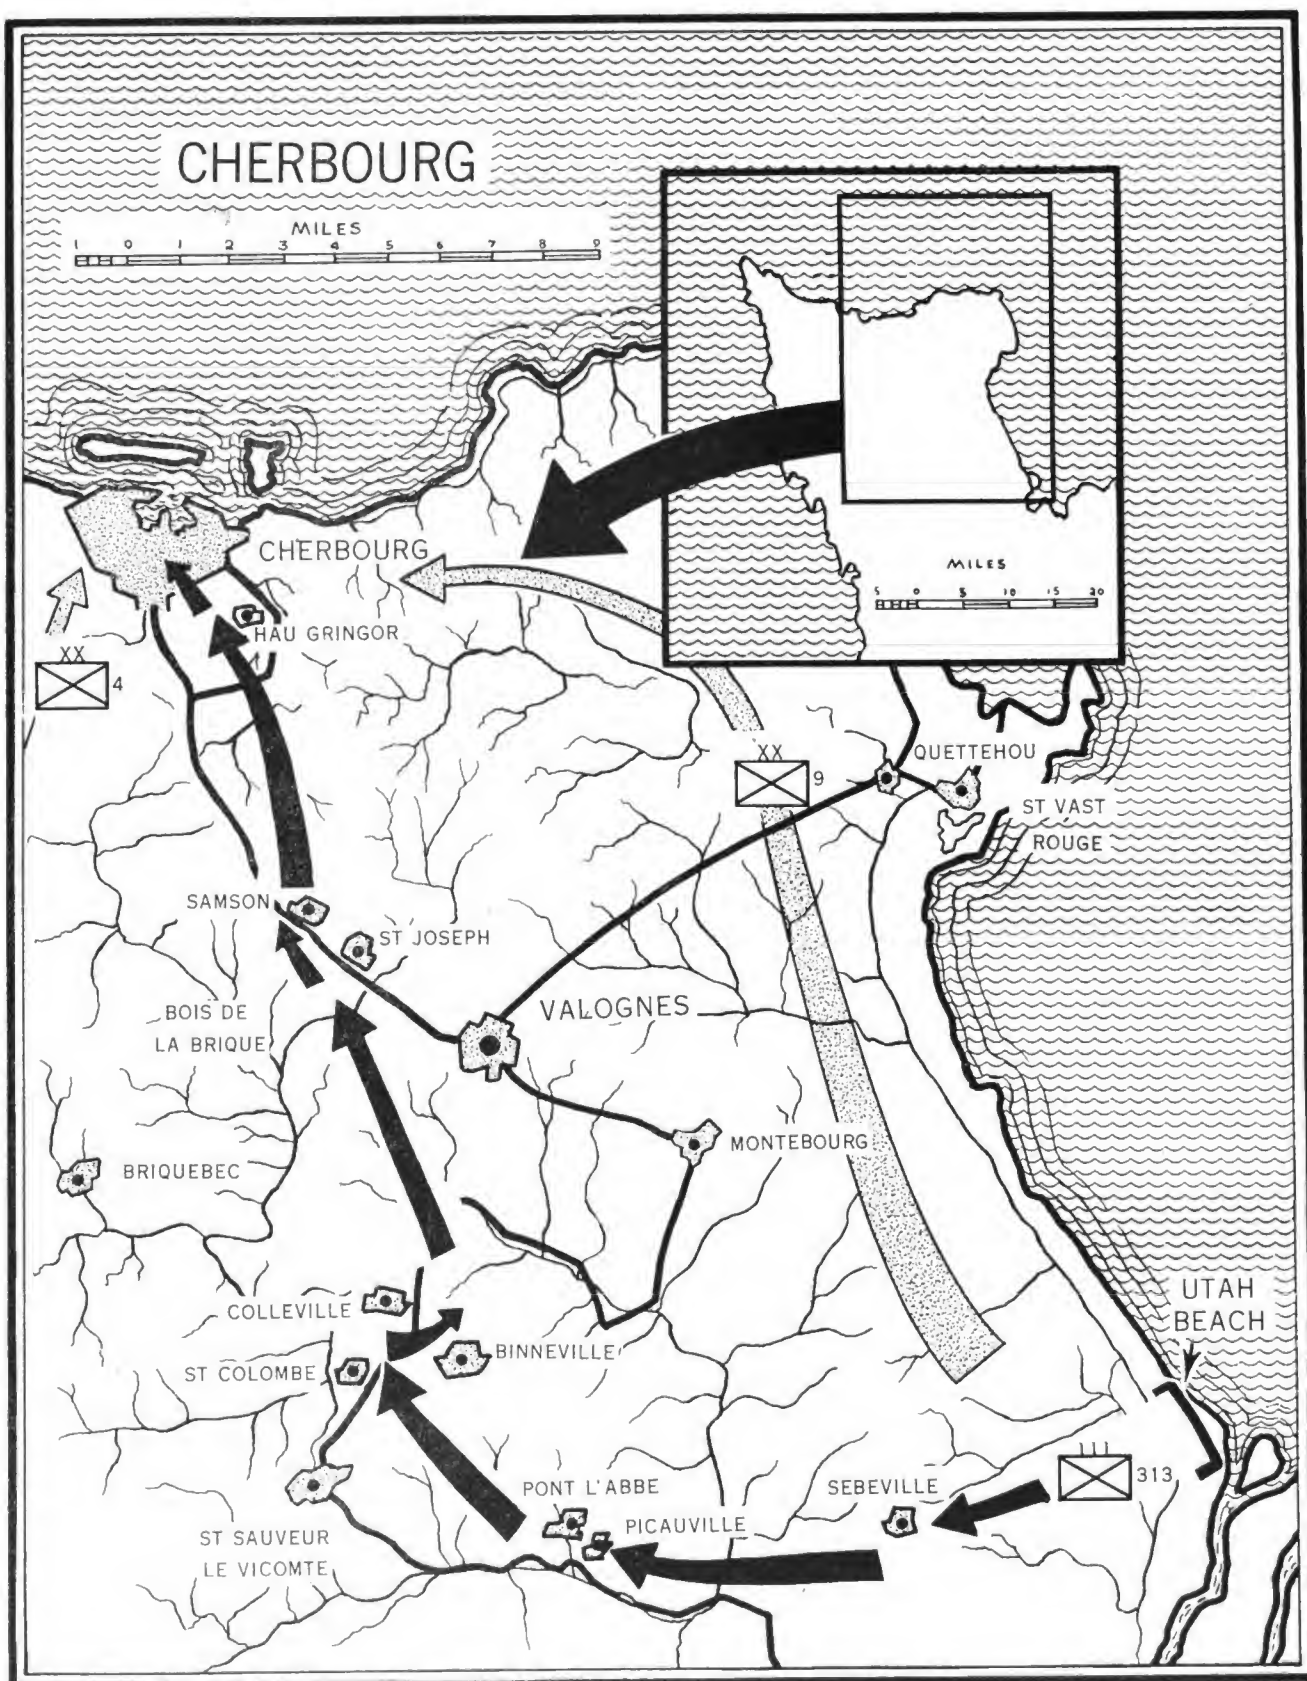 CHERBOURG
MILES
1 0 1 2 3 4 5 6 7 8 9
MILES
5 0 5 10 15 20
CHERBOURG
HAU GRINGOR
XX
4
XX
9
QUETTEHOU
ST VAST
ROUGE
SAMSON
ST JOSEPH
VALOGNES
BOIS DE
LA BRIQUE
MONTEBOURG
BRIQUEBEC
UTAH
BEACH
COLLEVILLE
BINNEVILLE
ST COLOMBE
III
313
PONT L'ABBE
SEBEVILLE
PICAUVILLE
ST SAUVEUR
LE VICOMTE